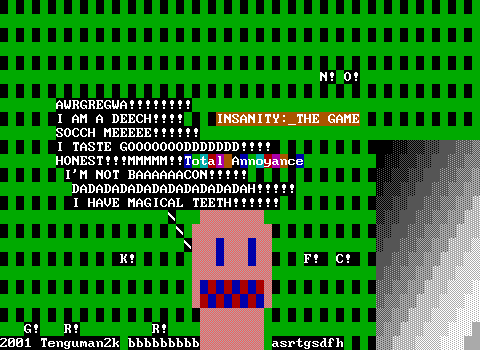 N! O!
AWRGREGWA!!!!!!!!
I AM A DEECH!!!!
INSANITY:_THE GAME
SOCCH MEEEEE!!!!!!
I TASTE GOOOOOOODDDDDDDD!!!!
HONEST!!!MMMMM!!Total Annoyance
I'M NOT BAAAAAACON!!!!!
DADADADADADADADADADADAH!!!!!
I HAVE MAGICAL TEETH!!!!!!
K! F! C!
G! R! R!
2001 Tenguman2k bbbbbbbbb asrtgsdfh